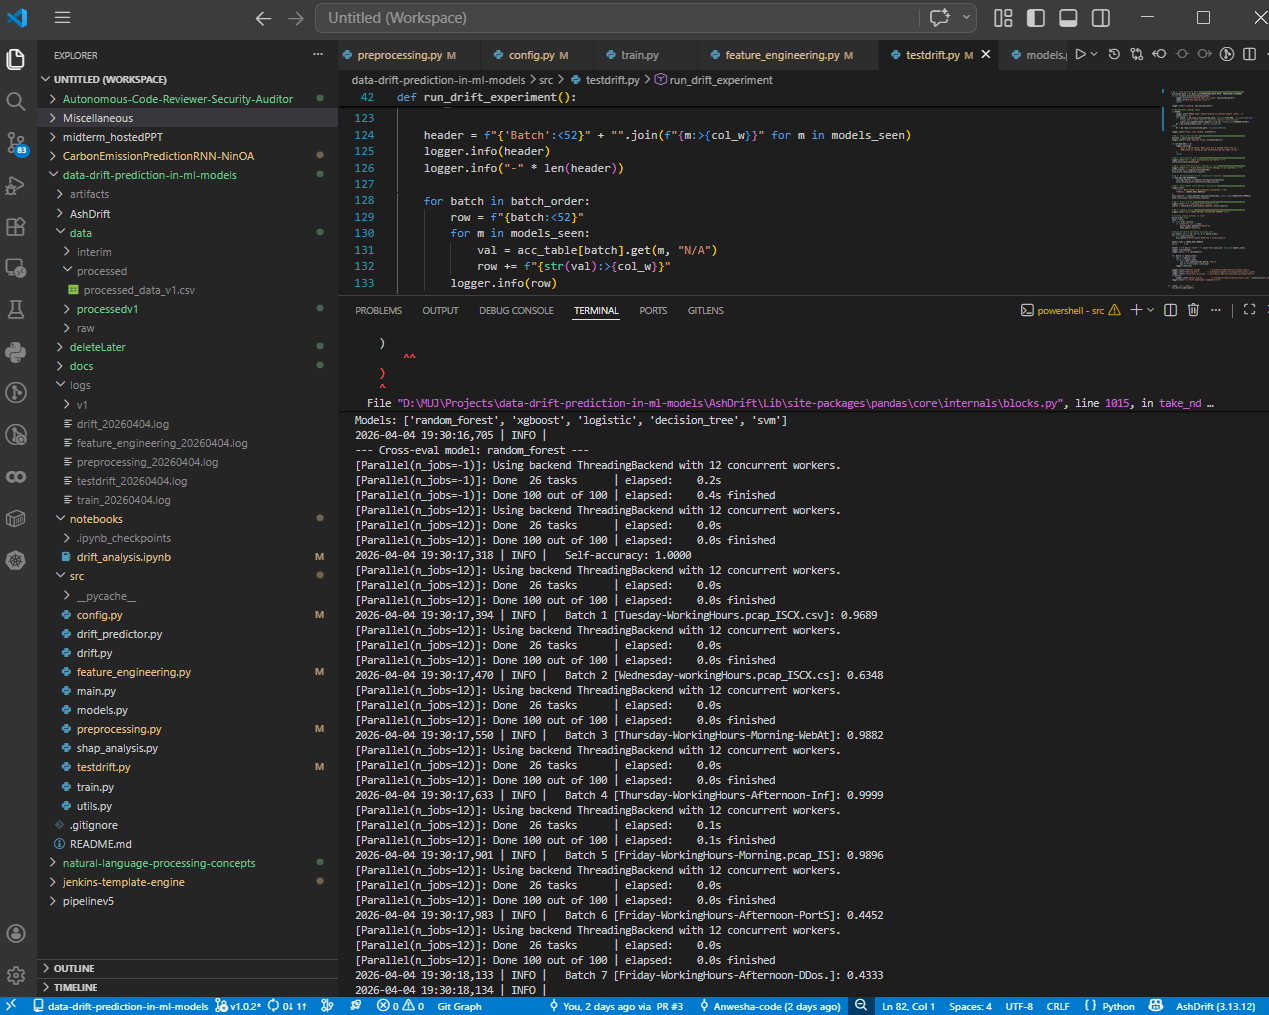 Untitled (Workspace)
EXPLORER
preprocessing.py M
config.py M
train.py
feature_engineering.py M
testdrift.py M
models.
UNTITLED (WORKSPACE)
Autonomous-Code-Reviewer-Security-Auditor
Miscellaneous
midterm_hostedPPT
CarbonEmissionPredictionRNN-NinOA
data-drift-prediction-in-ml-models
artifacts
AshDrift
data
interim
processed
processed_data_v1.csv
processedv1
raw
deleteLater
docs
logs
v1
drift_20260404.log
feature_engineering_20260404.log
preprocessing_20260404.log
testdrift_20260404.log
train_20260404.log
notebooks
.ipynb_checkpoints
drift_analysis.ipynb M
src
__pycache__
config.py M
drift_predictor.py
drift.py
feature_engineering.py M
main.py
models.py
preprocessing.py M
shap_analysis.py
testdrift.py M
train.py
utils.py
.gitignore
README.md
natural-language-processing-concepts
jenkins-template-engine
pipelinev5
OUTLINE
TIMELINE
83
data-drift-prediction-in-ml-models > src > testdrift.py > run_drift_experiment
42 def run_drift_experiment():
123
124 header = f"{'Batch':<52}" + "".join(f"{m:>{col_w}}" for m in models_seen)
125 logger.info(header)
126 logger.info("-" * len(header))
127
128 for batch in batch_order:
129 row = f"{batch:<52}"
130 for m in models_seen:
131 val = acc_table[batch].get(m, "N/A")
132 row += f"{str(val):>{col_w}}"
133 logger.info(row)
PROBLEMS OUTPUT DEBUG CONSOLE TERMINAL PORTS GITLENS
powershell - src
)
^^
)
^
File "D:\MUJ\Projects\data-drift-prediction-in-ml-models\AshDrift\Lib\site-packages\pandas\core\internals\blocks.py", line 1015, in take_nd …
Models: ['random_forest', 'xgboost', 'logistic', 'decision_tree', 'svm']
2026-04-04 19:30:16,705 | INFO |
--- Cross-eval model: random_forest ---
[Parallel(n_jobs=-1)]: Using backend ThreadingBackend with 12 concurrent workers.
[Parallel(n_jobs=-1)]: Done 26 tasks | elapsed: 0.2s
[Parallel(n_jobs=-1)]: Done 100 out of 100 | elapsed: 0.4s finished
[Parallel(n_jobs=12)]: Using backend ThreadingBackend with 12 concurrent workers.
[Parallel(n_jobs=12)]: Done 26 tasks | elapsed: 0.0s
[Parallel(n_jobs=12)]: Done 100 out of 100 | elapsed: 0.0s finished
2026-04-04 19:30:17,318 | INFO | Self-accuracy: 1.0000
[Parallel(n_jobs=12)]: Using backend ThreadingBackend with 12 concurrent workers.
[Parallel(n_jobs=12)]: Done 26 tasks | elapsed: 0.0s
[Parallel(n_jobs=12)]: Done 100 out of 100 | elapsed: 0.0s finished
2026-04-04 19:30:17,394 | INFO | Batch 1 [Tuesday-WorkingHours.pcap_ISCX.csv]: 0.9689
[Parallel(n_jobs=12)]: Using backend ThreadingBackend with 12 concurrent workers.
[Parallel(n_jobs=12)]: Done 26 tasks | elapsed: 0.0s
[Parallel(n_jobs=12)]: Done 100 out of 100 | elapsed: 0.0s finished
2026-04-04 19:30:17,470 | INFO | Batch 2 [Wednesday-workingHours.pcap_ISCX.cs]: 0.6348
[Parallel(n_jobs=12)]: Using backend ThreadingBackend with 12 concurrent workers.
[Parallel(n_jobs=12)]: Done 26 tasks | elapsed: 0.0s
[Parallel(n_jobs=12)]: Done 100 out of 100 | elapsed: 0.0s finished
2026-04-04 19:30:17,550 | INFO | Batch 3 [Thursday-WorkingHours-Morning-WebAt]: 0.9882
[Parallel(n_jobs=12)]: Using backend ThreadingBackend with 12 concurrent workers.
[Parallel(n_jobs=12)]: Done 26 tasks | elapsed: 0.0s
[Parallel(n_jobs=12)]: Done 100 out of 100 | elapsed: 0.0s finished
2026-04-04 19:30:17,633 | INFO | Batch 4 [Thursday-WorkingHours-Afternoon-Inf]: 0.9999
[Parallel(n_jobs=12)]: Using backend ThreadingBackend with 12 concurrent workers.
[Parallel(n_jobs=12)]: Done 26 tasks | elapsed: 0.1s
[Parallel(n_jobs=12)]: Done 100 out of 100 | elapsed: 0.1s finished
2026-04-04 19:30:17,901 | INFO | Batch 5 [Friday-WorkingHours-Morning.pcap_IS]: 0.9896
[Parallel(n_jobs=12)]: Using backend ThreadingBackend with 12 concurrent workers.
[Parallel(n_jobs=12)]: Done 26 tasks | elapsed: 0.0s
[Parallel(n_jobs=12)]: Done 100 out of 100 | elapsed: 0.0s finished
2026-04-04 19:30:17,983 | INFO | Batch 6 [Friday-WorkingHours-Afternoon-PortS]: 0.4452
[Parallel(n_jobs=12)]: Using backend ThreadingBackend with 12 concurrent workers.
[Parallel(n_jobs=12)]: Done 26 tasks | elapsed: 0.0s
[Parallel(n_jobs=12)]: Done 100 out of 100 | elapsed: 0.0s finished
2026-04-04 19:30:18,133 | INFO | Batch 7 [Friday-WorkingHours-Afternoon-DDos.]: 0.4333
2026-04-04 19:30:18,134 | INFO |
data-drift-prediction-in-ml-models v1.0.2* 0↓ 1↑ 0 0 Git Graph You, 2 days ago via PR #3 Anwesha-code (2 days ago) Ln 82, Col 1 Spaces: 4 UTF-8 CRLF { } Python AshDrift (3.13.12)